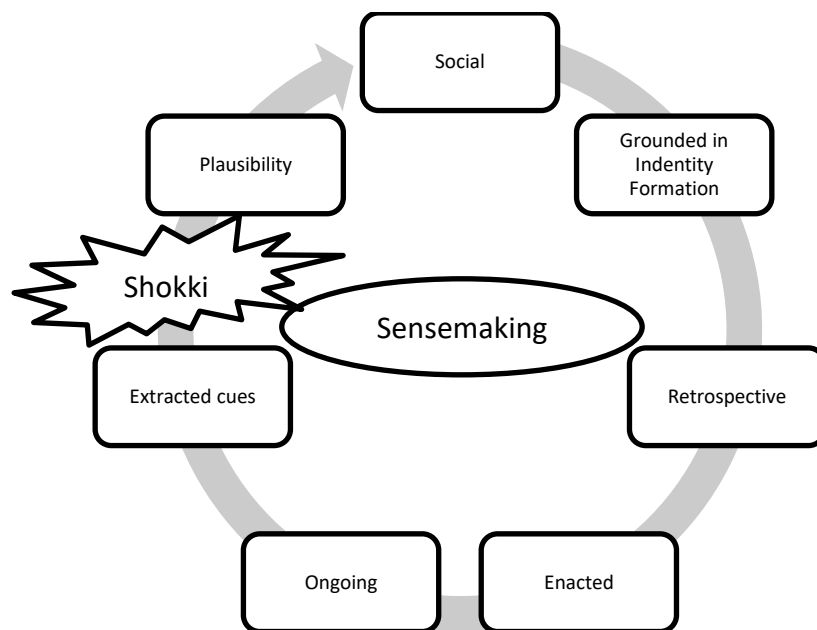 Social
Grounded in
Indentity
Formation
Plausibility
Shokki
Sensemaking
Extracted cues
Retrospective
Ongoing
Enacted